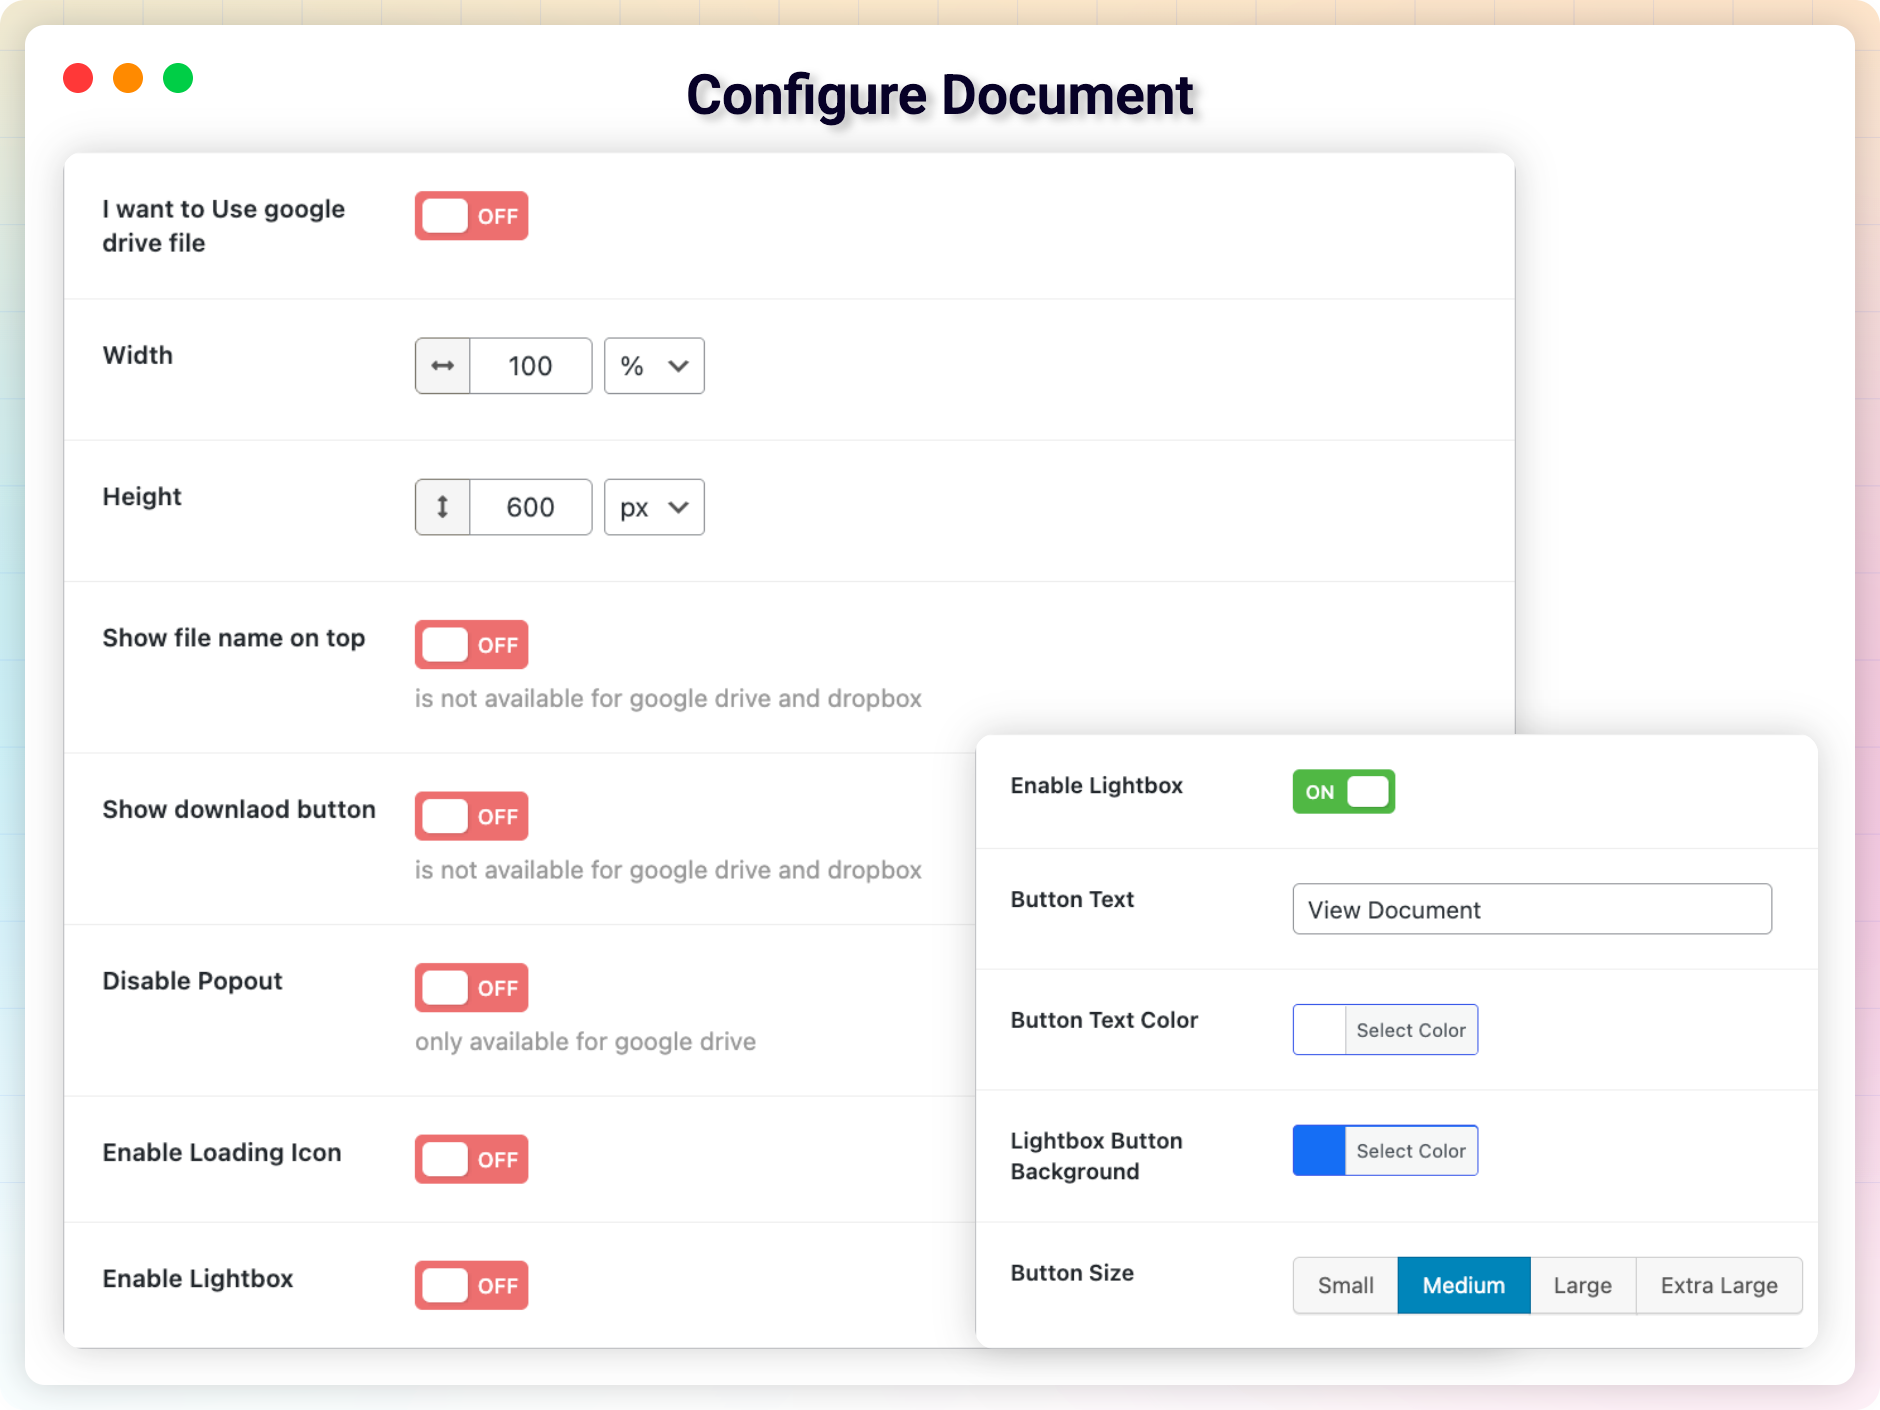 Configure Document
I want to Use google
drive file
OFF
Width
100
%
Height
600
px
Show file name on top
OFF
is not available for google drive and dropbox
Show downlaod button
OFF
is not available for google drive and dropbox
Disable Popout
OFF
only available for google drive
Enable Loading Icon
OFF
Enable Lightbox
OFF
Enable Lightbox
ON
Button Text
View Document
Button Text Color
Select Color
Lightbox Button
Background
Select Color
Button Size
Small
Medium
Large
Extra Large